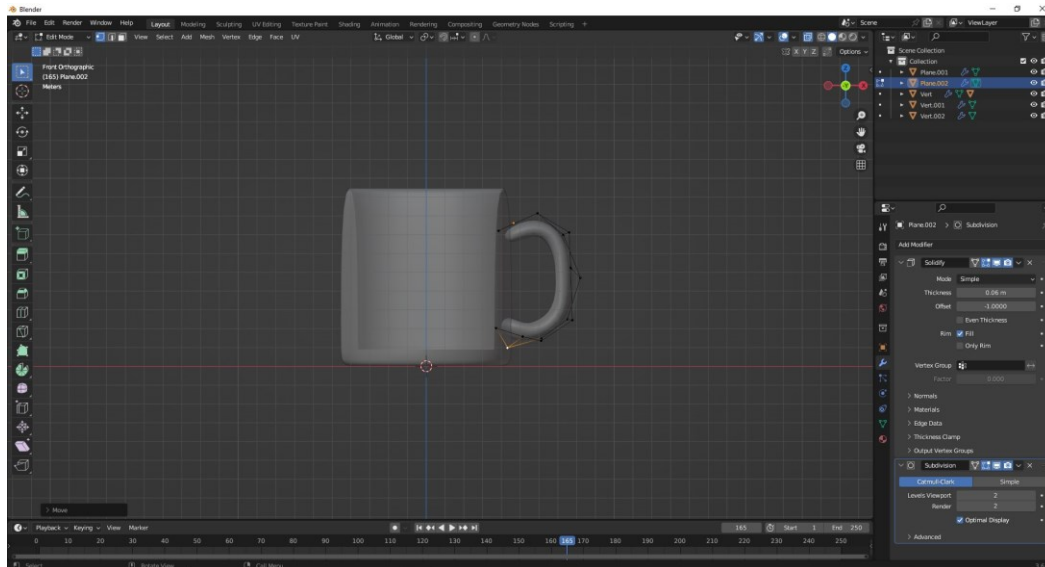 Blender
File Edit Render Window Help Layout Modeling Sculpting UV Editing Texture Paint Shading Animation Rendering Compositing Geometry Nodes Scripting + Scene ViewLayer
Edit Mode View Select Add Mesh Vertex Edge Face UV Global
X Y Z Options
Front Orthographic
(165) Plane.002
Meters
Z
Scene Collection
Collection
Plane.001
Plane.002
Vert
Vert.001
Vert.002
Plane.002 > Subdivision
Add Modifier
Solidify
Mode Simple
Thickness 0.06 m
Offset -1.0000
Even Thickness
Rim Fill
Only Rim
Vertex Group
Factor 0.000
> Normals
> Materials
> Edge Data
> Thickness Clamp
> Output Vertex Groups
Subdivision
Catmull-Clark Simple
Levels Viewport 2
Render 2
Optimal Display
> Advanced
> Move
Playback Keying View Marker 165 Start 1 End 250
0 10 20 30 40 50 60 70 80 90 100 110 120 130 140 150 160 165 170 180 190 200 210 220 230 240 250
Select Rotate View Call Menu